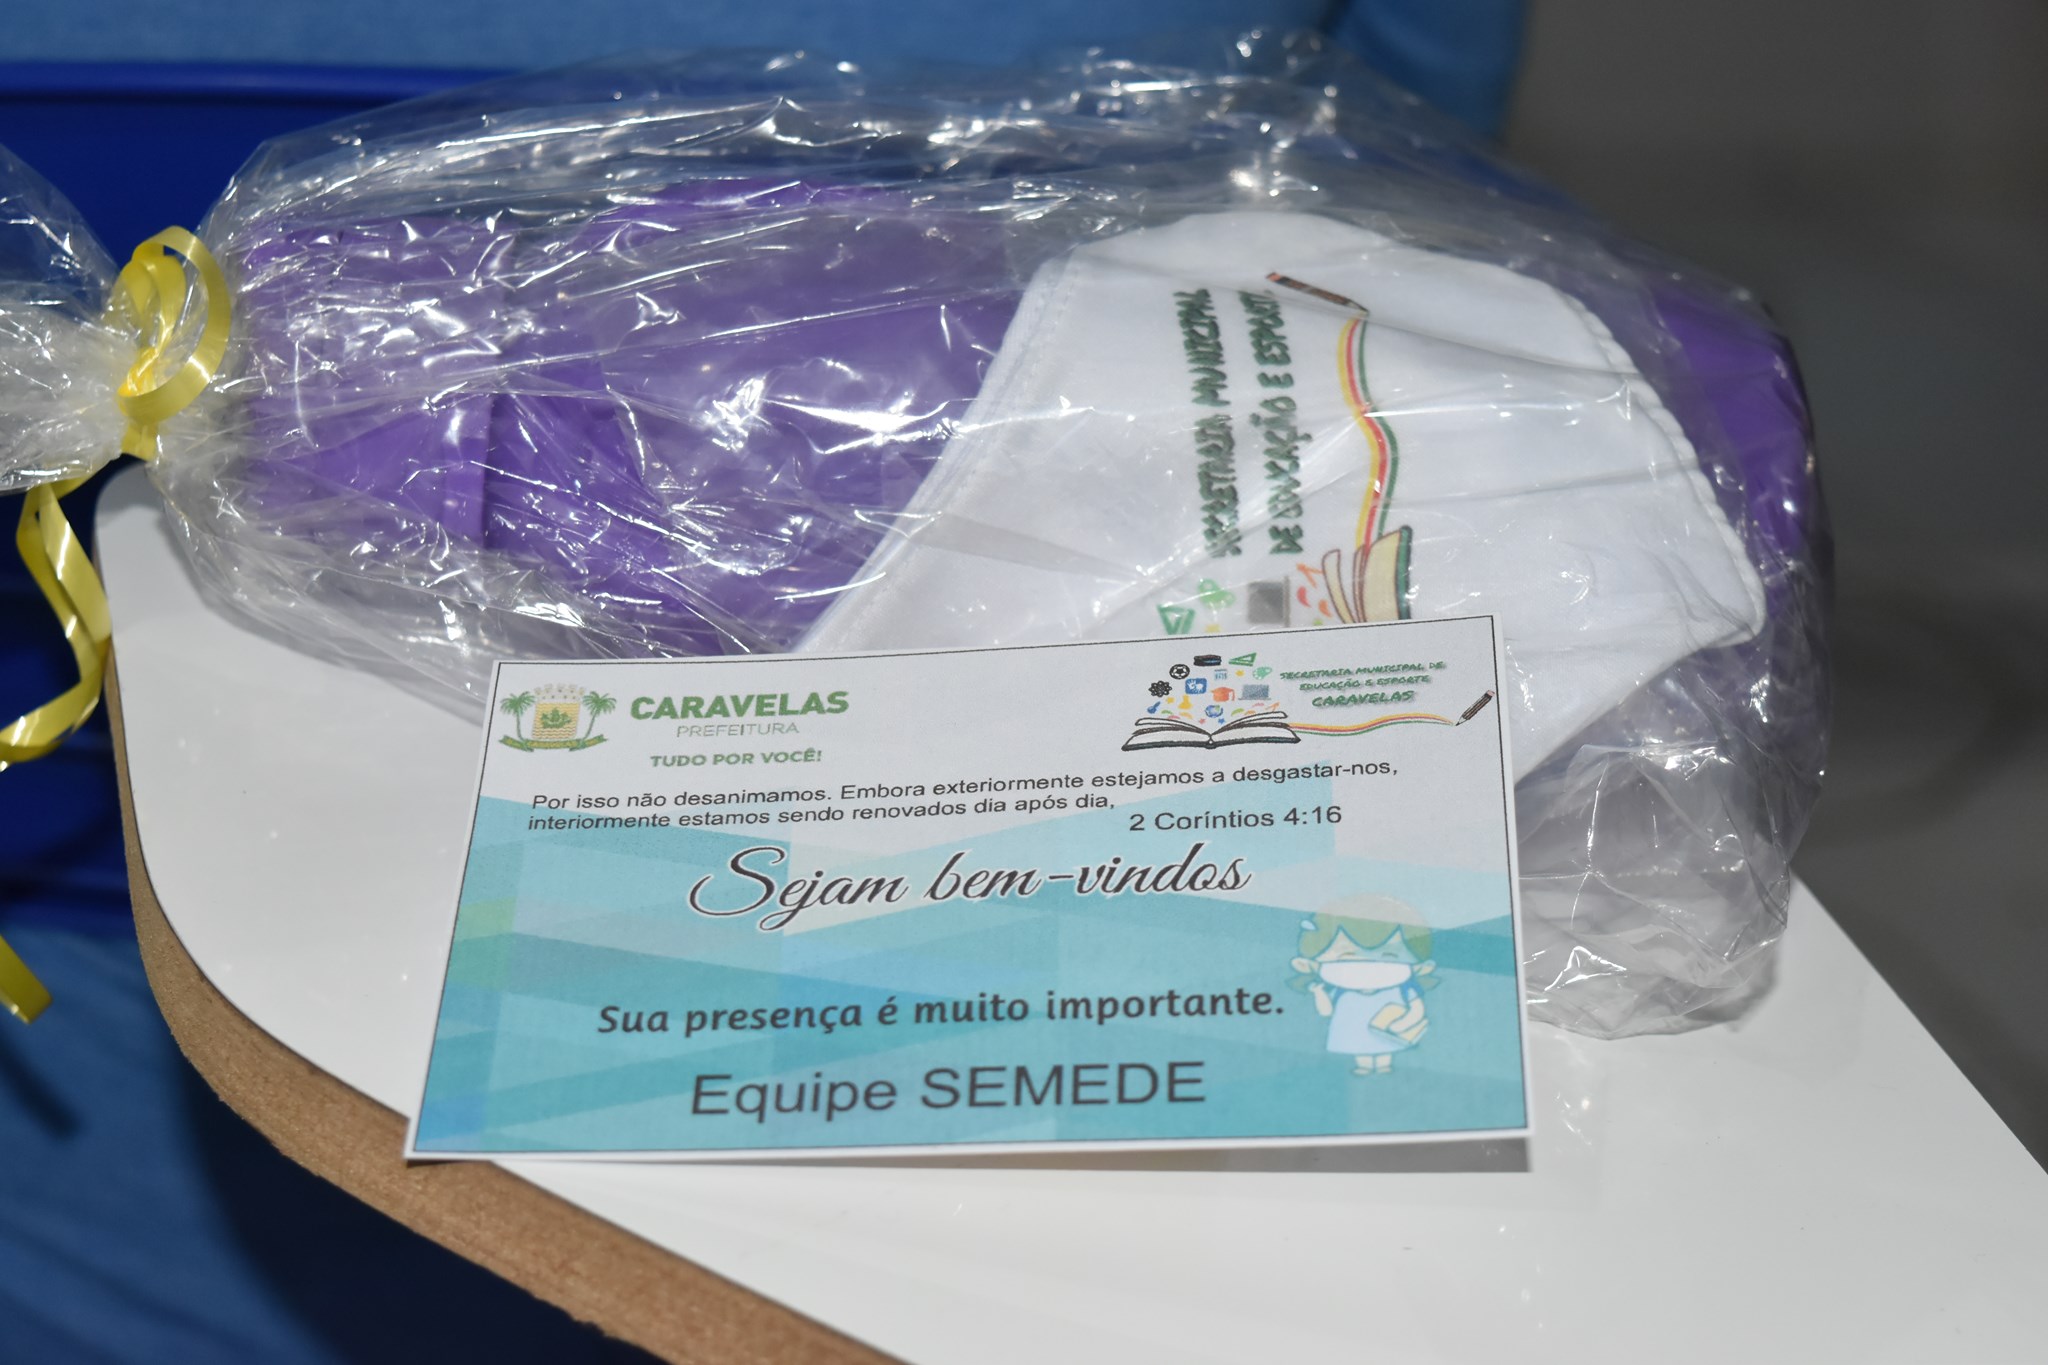 SECRETARIA MUNICIPAL
DE EDUCAÇÃO E ESPORTE
CARAVELAS
PREFEITURA
TUDO POR VOCÊ!
SECRETARIA MUNICIPAL DE
EDUCAÇÃO E ESPORTE
CARAVELAS
Por isso não desanimamos. Embora exteriormente estejamos a desgastar-nos,
interiormente estamos sendo renovados dia após dia,
2 Coríntios 4:16
Sejam bem-vindos
Sua presença é muito importante.
Equipe SEMEDE